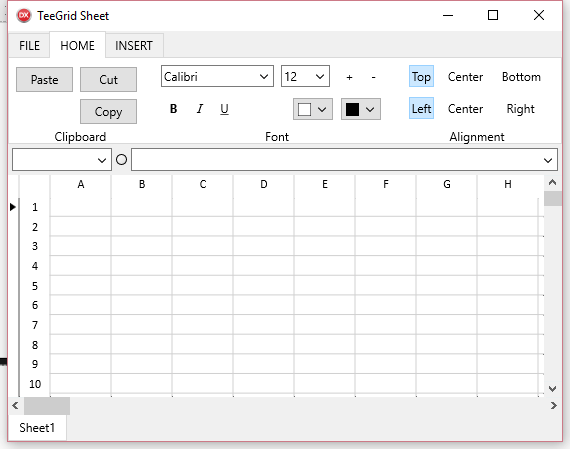 DX TeeGrid Sheet
FILE HOME INSERT
Paste Cut Calibri 12 + - Top Center Bottom
Copy B I U Left Center Right
Clipboard Font Alignment
A B C D E F G H
1
2
3
4
5
6
7
8
9
10
Sheet1